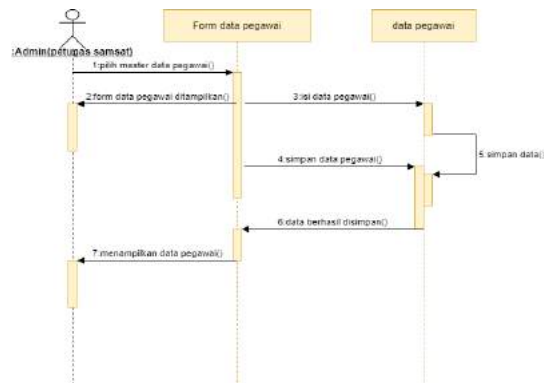 Form data pegawai
data pegawai
:Admin(petugas samsat)
1:pilih master data pegawai()
2:form data pegawai ditampilkan()
3:isi data pegawai()
4:simpan data pegawai()
5:simpan data()
6:data berhasil disimpan()
7:menampilkan data pegawai()